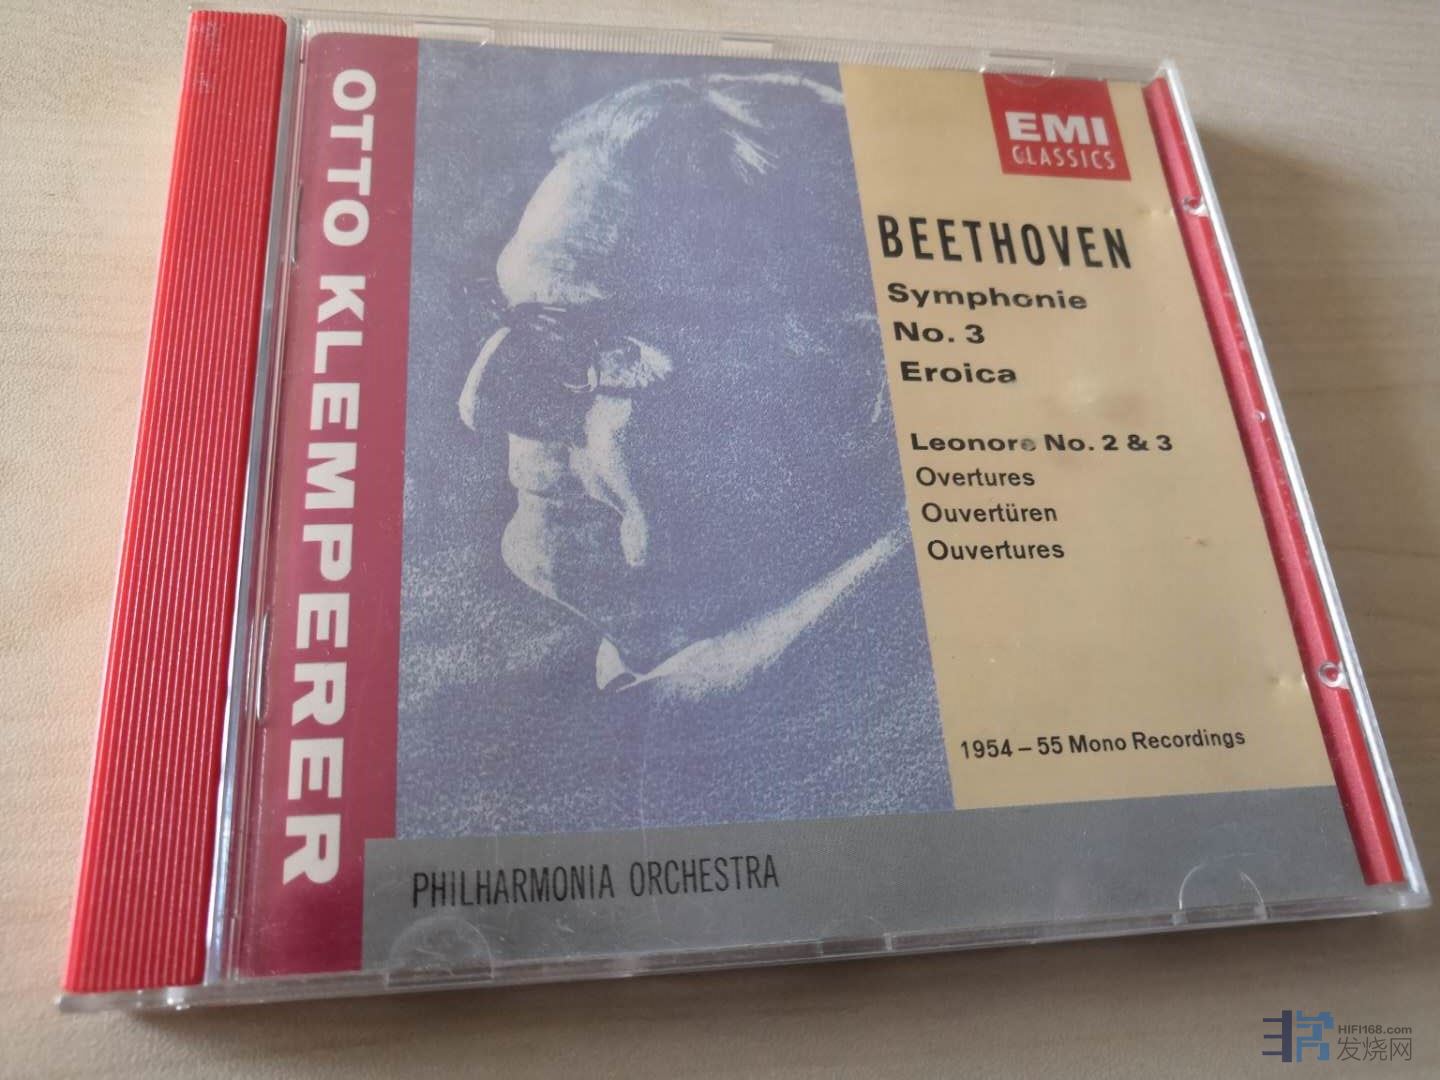 OTTO KLEMPERER
EMI
CLASSICS
BEETHOVEN
Symphonie
No. 3
Eroica
Leonore No. 2 & 3
Overtures
Ouvertüren
Ouvertures
1954 – 55 Mono Recordings
PHILHARMONIA ORCHESTRA
HIFI168.com
发烧网